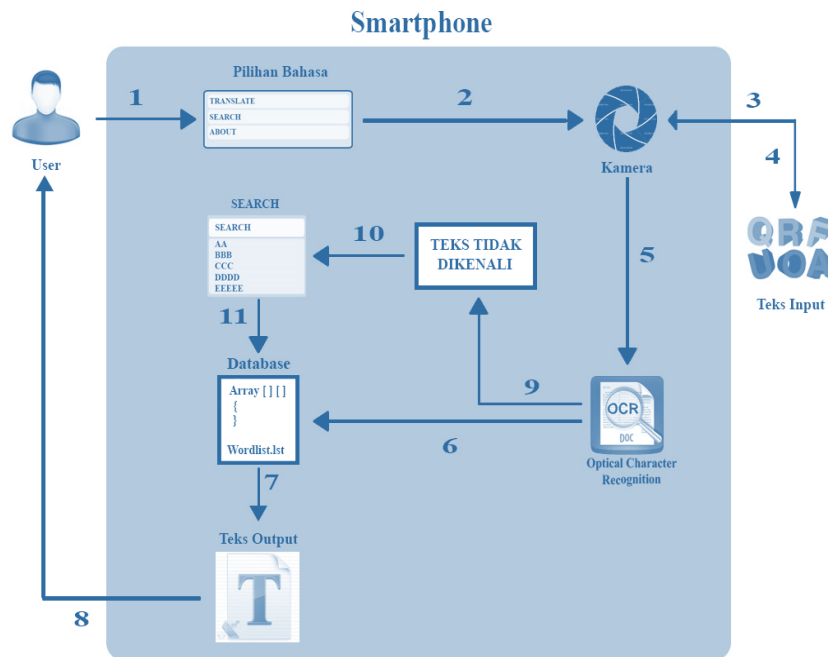 Smartphone
Pilihan Bahasa
1
TRANSLATE
SEARCH
ABOUT
2
3
4
User
Kamera
SEARCH
SEARCH
AA
BBB
CCC
DDDD
EEEEE
10
TEKS TIDAK
DIKENALI
5
QRF
UOA
Teks Input
11
Database
Array [ ] [ ]
{
}
Wordlist.lst
9
6
OCR
DOC
Optical Character
Recognition
7
Teks Output
T
8